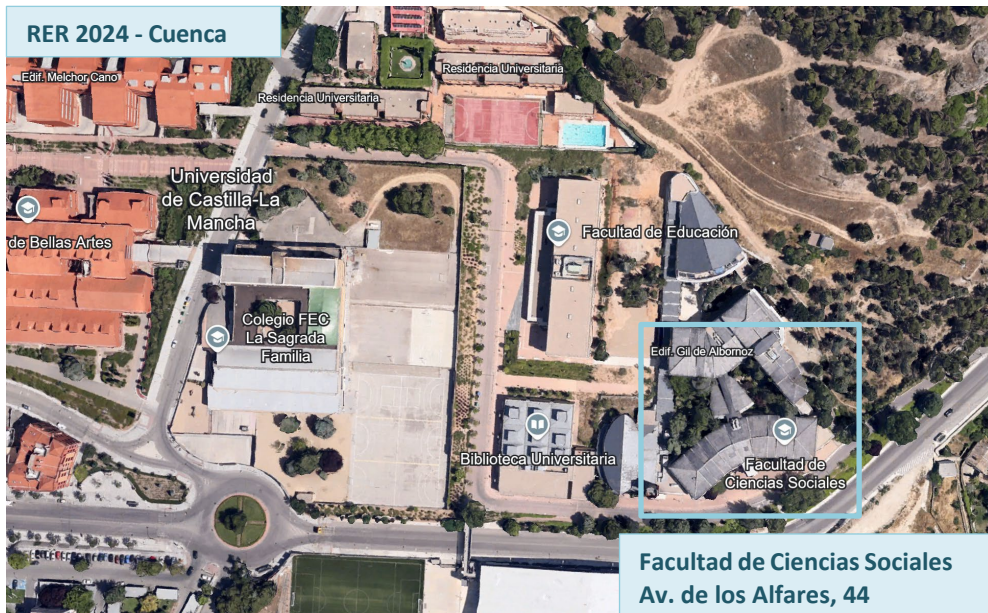 RER 2024 - Cuenca
Edif. Melchor Cano
Residencia Universitaria
Residencia Universitaria
Universidad
de Castilla-La
Mancha
de Bellas Artes
Facultad de Educación
Colegio FEC
La Sagrada
Familia
Edif. Gil de Albornoz
Biblioteca Universitaria
Facultad de
Ciencias Sociales
Facultad de Ciencias Sociales
Av. de los Alfares, 44